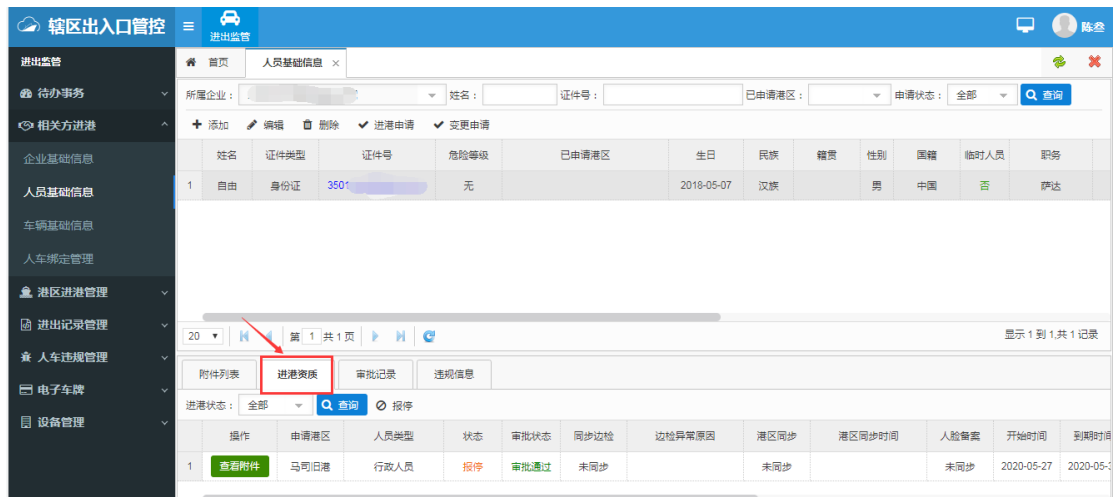 辖区出入口管控
进出监管
陈叁
进出监管
待办事务
相关方进港
企业基础信息
人员基础信息
车辆基础信息
人车绑定管理
港区进港管理
进出记录管理
人车违规管理
电子车牌
设备管理
首页 人员基础信息 ×
所属企业： 姓名： 证件号： 已申请港区： 申请状态： 全部 查询
添加 编辑 删除 进港申请 变更申请
姓名 证件类型 证件号 危险等级 已申请港区 生日 民族 籍贯 性别 国籍 临时人员 职务
1 自由 身份证 3501 无 2018-05-07 汉族 男 中国 否 萨达
20 第 1 共1页 显示1到1,共1记录
附件列表 进港资质 审批记录 违规信息
进港状态： 全部 查询 报停
操作 申请港区 人员类型 状态 审批状态 同步边检 边检异常原因 港区同步 港区同步时间 人脸备案 开始时间 到期时间
1 查看附件 马司旧港 行政人员 报停 审批通过 未同步 未同步 未同步 2020-05-27 2020-05-3